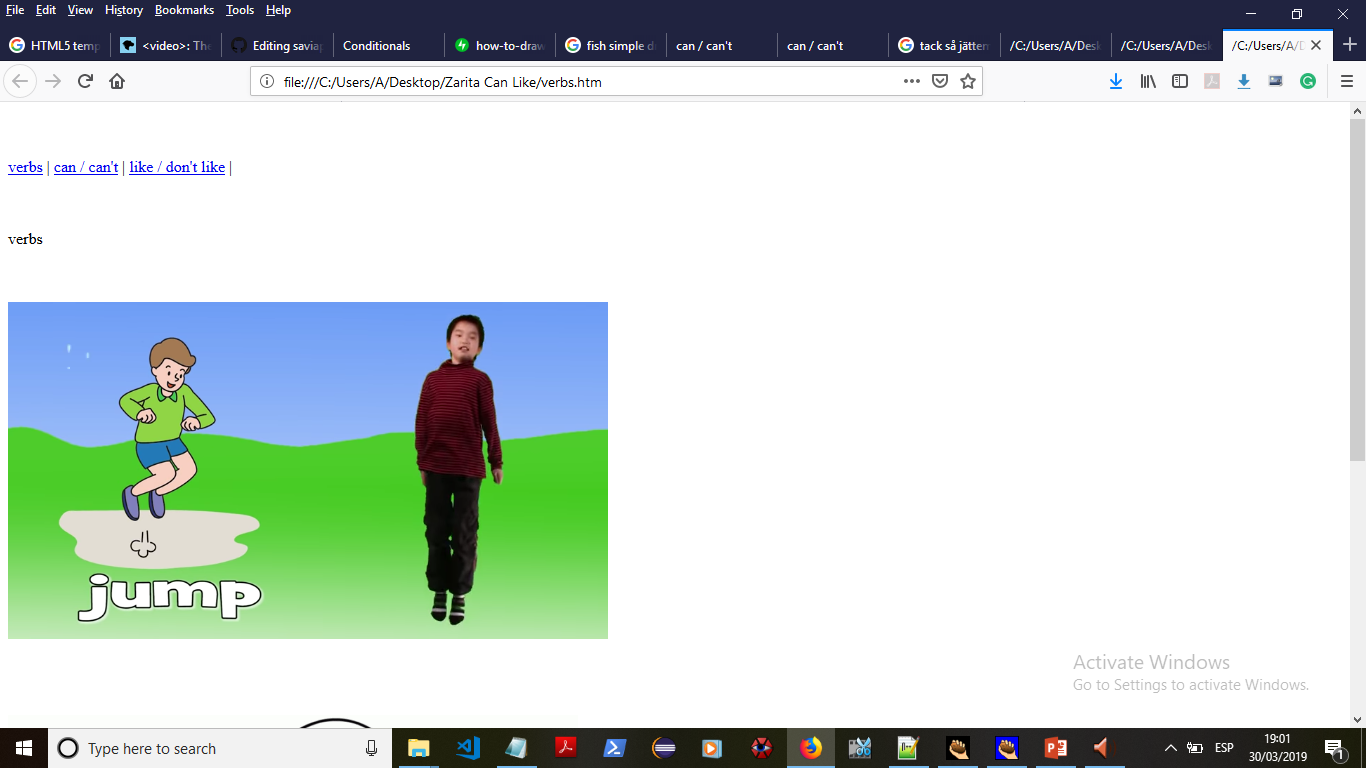 File Edit View History Bookmarks Tools Help
HTML5 temp <video>: The Editing saviap Conditionals how-to-draw fish simple d can / can't can / can't tack så jättem /C:/Users/A/Desk /C:/Users/A/Desk /C:/Users/A/D
file:///C:/Users/A/Desktop/Zarita Can Like/verbs.htm
verbs | can / can't | like / don't like |
verbs
jump
Activate Windows
Go to Settings to activate Windows.
Type here to search
ESP
19:01
30/03/2019
1